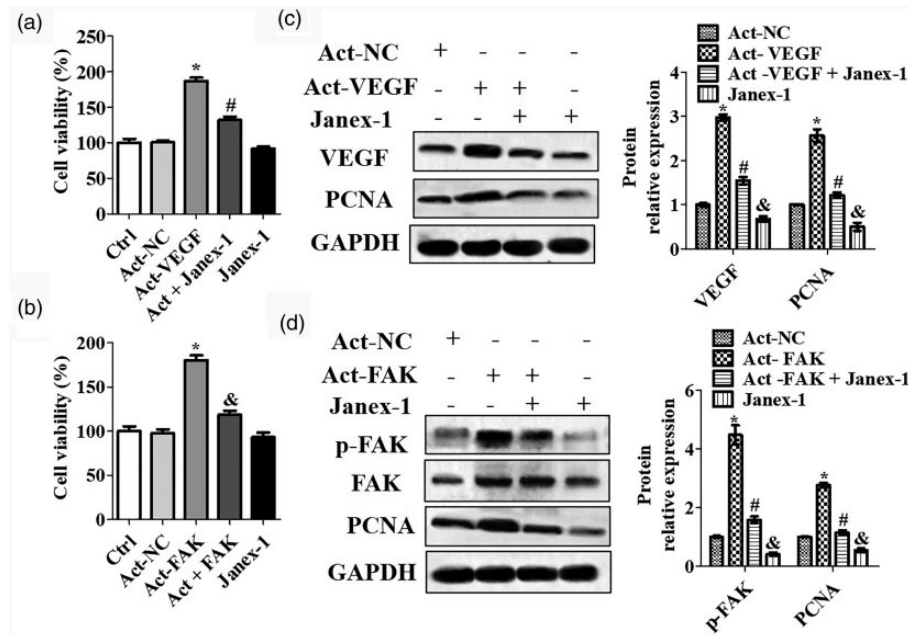 (a)
Cell viability (%)
250
200
150
100
50
0
*
#
Ctrl
Act-NC
Act-VEGF
Act + Janex-1
Janex-1
(c)
Act-NC + - - -
Act-VEGF - + + -
Janex-1 - - + +
VEGF
PCNA
GAPDH
Act-NC
Act- VEGF
Act -VEGF + Janex-1
Janex-1
Protein
relative expression
4
3
2
1
0
*
#
&
*
#
&
VEGF
PCNA
(b)
Cell viability (%)
200
150
100
50
0
*
&
Ctrl
Act-NC
Act-FAK
Act + FAK
Janex-1
(d)
Act-NC + - - -
Act-FAK - + + -
Janex-1 - - + +
p-FAK
FAK
PCNA
GAPDH
Act-NC
Act- FAK
Act -FAK + Janex-1
Janex-1
Protein
relative expression
6
4
2
0
*
#
&
*
#
&
p-FAK
PCNA